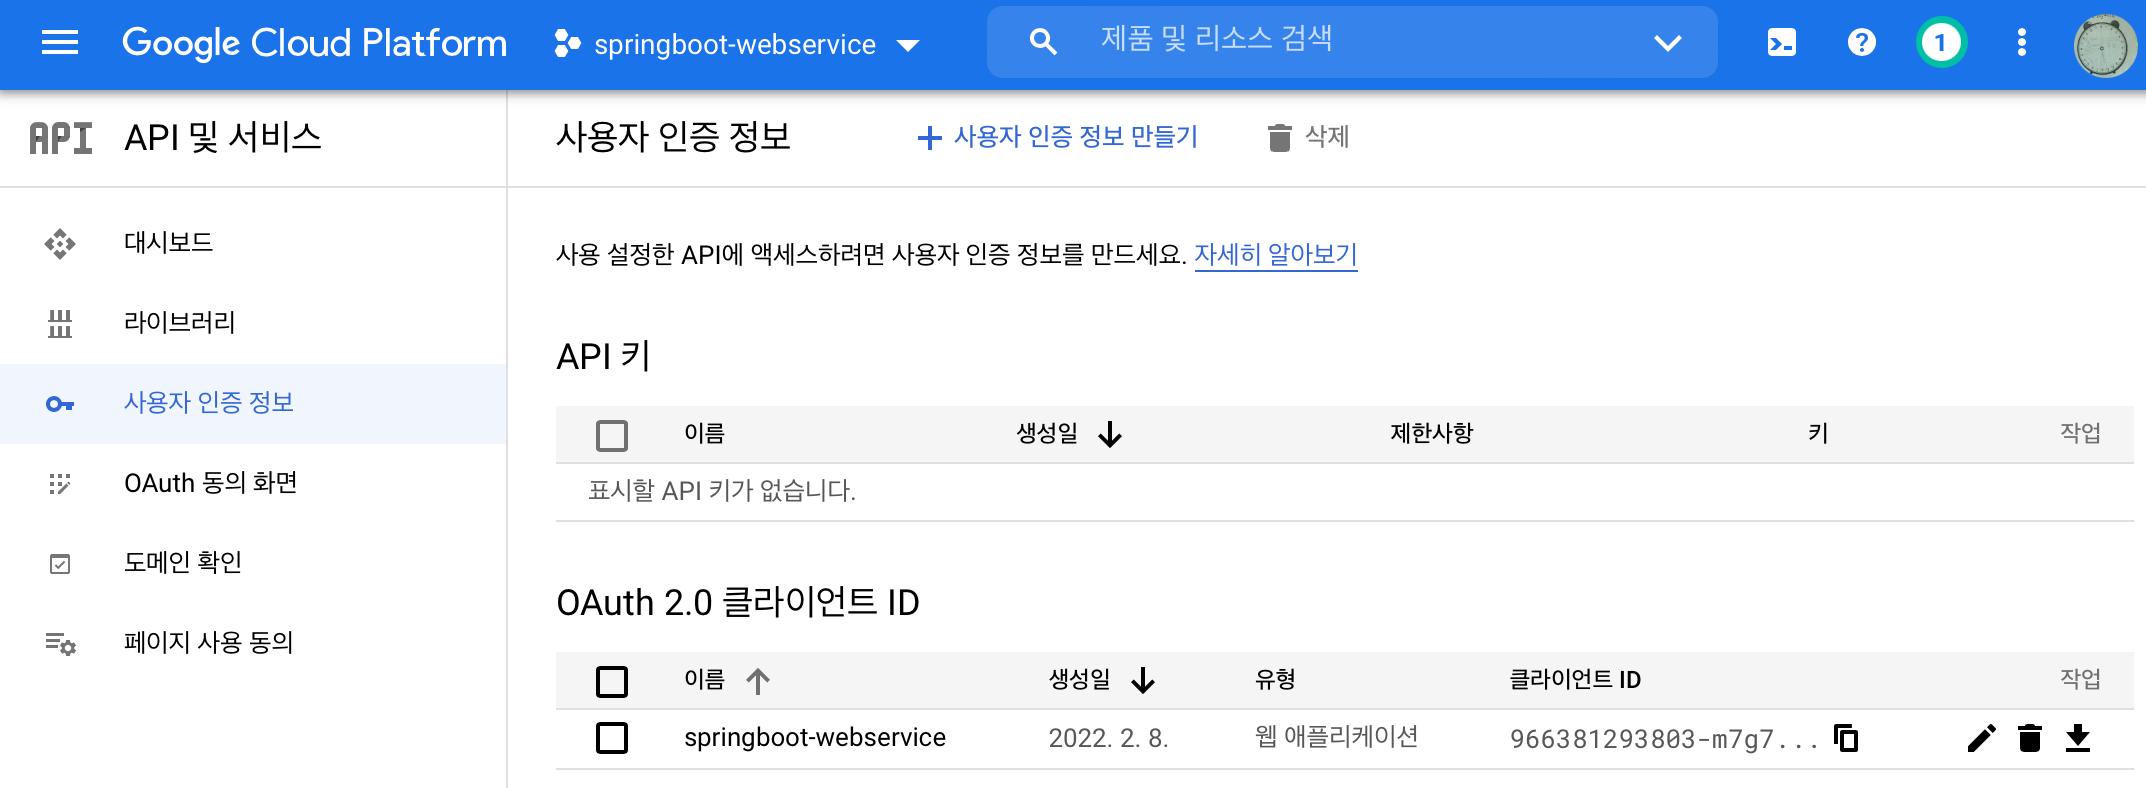 Google Cloud Platform springboot-webservice 제품 및 리소스 검색 1
API API 및 서비스
대시보드
라이브러리
사용자 인증 정보
OAuth 동의 화면
도메인 확인
페이지 사용 동의
사용자 인증 정보 + 사용자 인증 정보 만들기 삭제
사용 설정한 API에 액세스하려면 사용자 인증 정보를 만드세요. 자세히 알아보기
API 키
이름 생성일 제한사항 키 작업
표시할 API 키가 없습니다.
OAuth 2.0 클라이언트 ID
이름 생성일 유형 클라이언트 ID 작업
springboot-webservice 2022. 2. 8. 웹 애플리케이션 966381293803-m7g7...